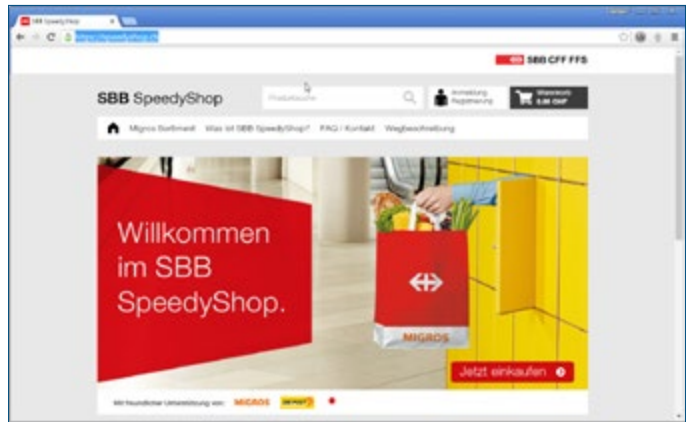 SBB SpeedyShop
https://speedyshop.ch
SBB CFF FFS
SBB SpeedyShop
Produktsuche
Anmeldung
Registrierung
Warenkorb
0.00 CHF
Migros Sortiment
Was ist SBB SpeedyShop?
FAQ / Kontakt
Wegbeschreibung
Willkommen
im SBB
SpeedyShop.
MIGROS
Jetzt einkaufen
Mit freundlicher Unterstützung von:
MIGROS